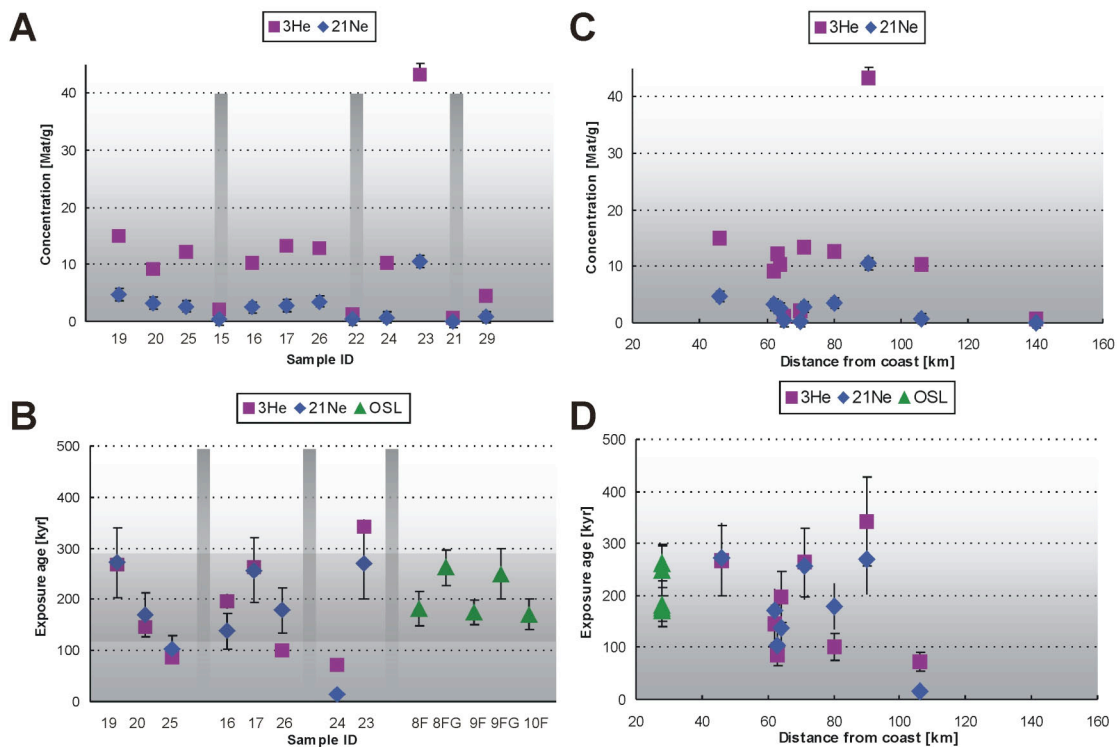 A
3He 21Ne
Concentration [Mat/g]
40
30
20
10
0
19 20 25 15 16 17 26 22 24 23 21 29
Sample ID
C
3He 21Ne
Concentration [Mat/g]
40
30
20
10
0
20 40 60 80 100 120 140 160
Distance from coast [km]
B
3He 21Ne OSL
Exposure age [kyr]
500
400
300
200
100
0
19 20 25 16 17 26 24 23 8F 8FG 9F 9FG 10F
Sample ID
D
3He 21Ne OSL
Exposure age [kyr]
500
400
300
200
100
0
20 40 60 80 100 120 140 160
Distance from coast [km]